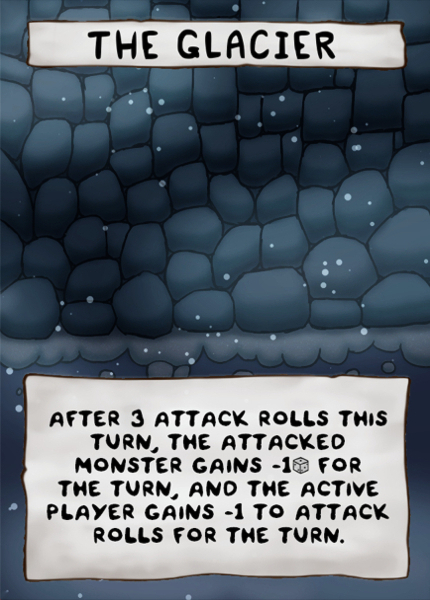 THE GLACIER
AFTER 3 ATTACK ROLLS THIS
TURN, THE ATTACKED
MONSTER GAINS -1 FOR
THE TURN, AND THE ACTIVE
PLAYER GAINS -1 TO ATTACK
ROLLS FOR THE TURN.